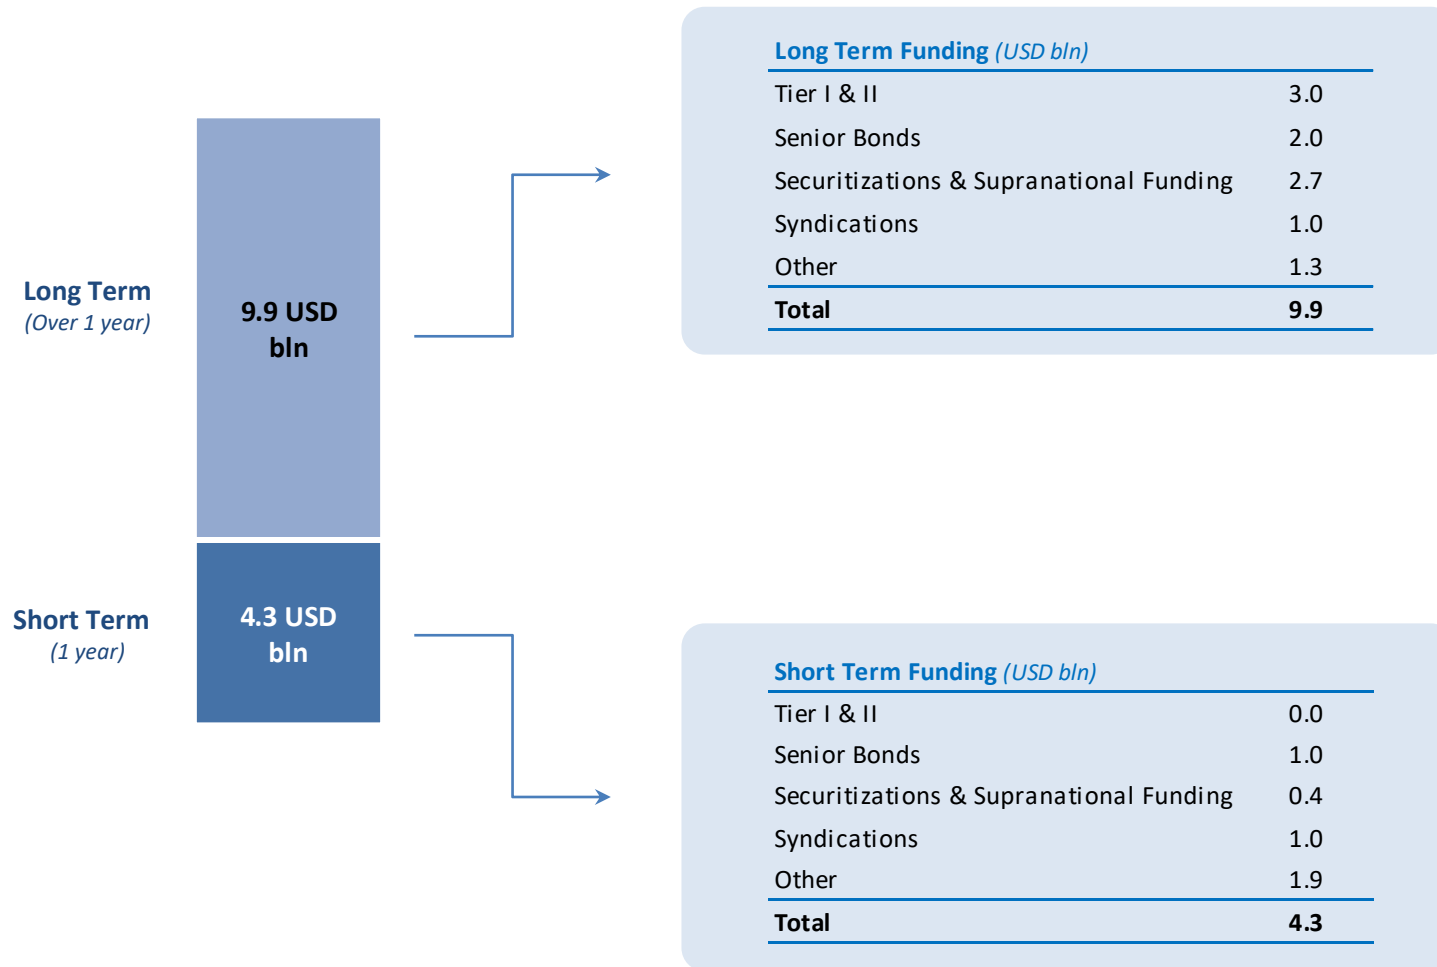 Long Term Funding (USD bln)
Tier I & II 3.0
Senior Bonds 2.0
Securitizations & Supranational Funding 2.7
Syndications 1.0
Other 1.3
Total 9.9
Long Term
(Over 1 year)
9.9 USD
bln
Short Term
(1 year)
4.3 USD
bln
Short Term Funding (USD bln)
Tier I & II 0.0
Senior Bonds 1.0
Securitizations & Supranational Funding 0.4
Syndications 1.0
Other 1.9
Total 4.3